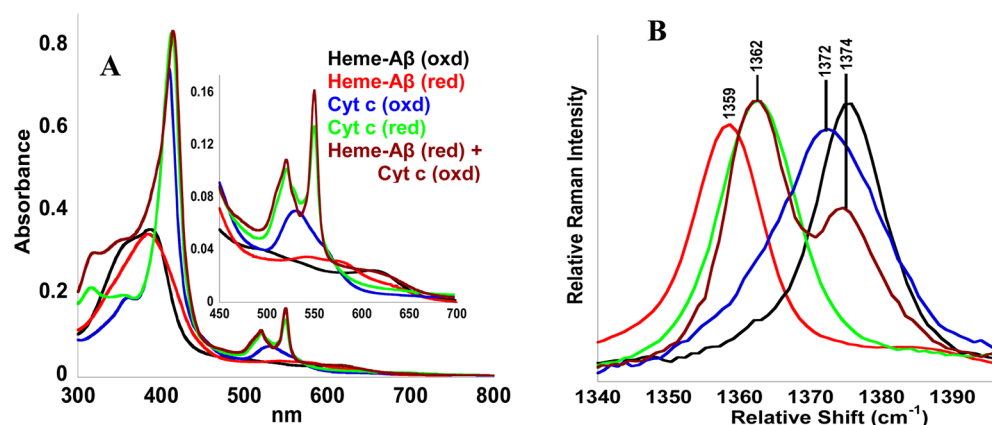 A
Absorbance
0.8
0.6
0.4
0.2
0
300 400 500 600 700 800
nm
0.16
0.12
0.08
0.04
0
450 500 550 600 650 700
Heme-Aβ (oxd)
Heme-Aβ (red)
Cyt c (oxd)
Cyt c (red)
Heme-Aβ (red) +
Cyt c (oxd)
B
Relative Raman Intensity
1359
1362
1372
1374
1340 1350 1360 1370 1380 1390
Relative Shift (cm⁻¹)